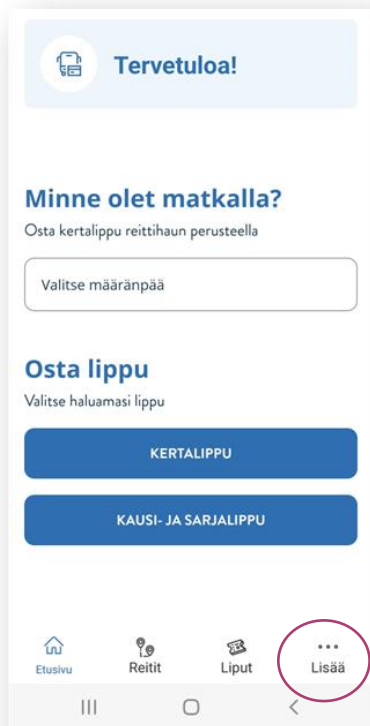 Tervetuloa!
Minne olet matkalla?
Osta kertalippu reittihaun perusteella
Valitse määränpää
Osta lippu
Valitse haluamasi lippu
KERTALIPPU
KAUSI- JA SARJALIPPU
Etusivu Reitit Liput Lisää